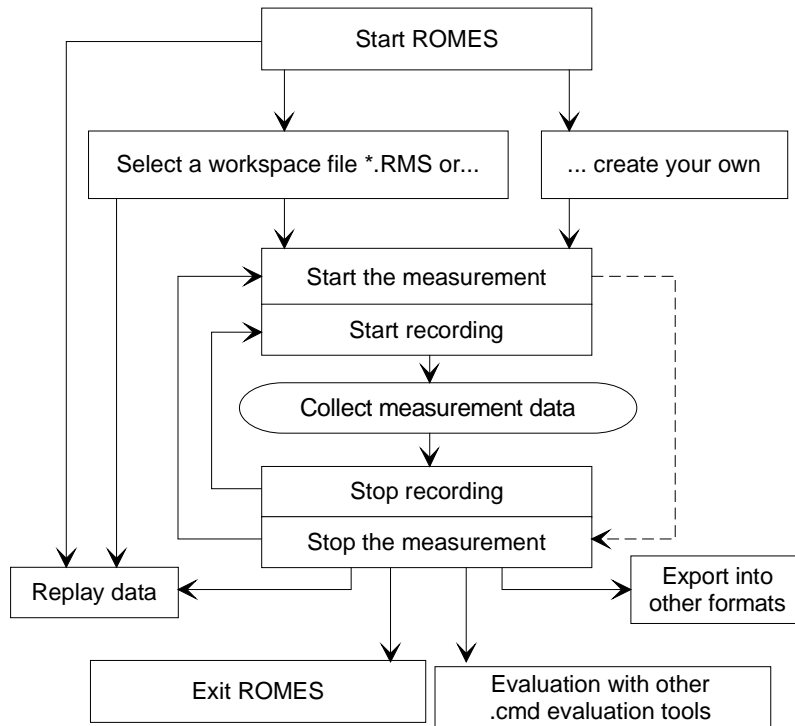 Start ROMES
Select a workspace file *.RMS or...
... create your own
Start the measurement
Start recording
Collect measurement data
Stop recording
Stop the measurement
Replay data
Export into
other formats
Exit ROMES
Evaluation with other
.cmd evaluation tools